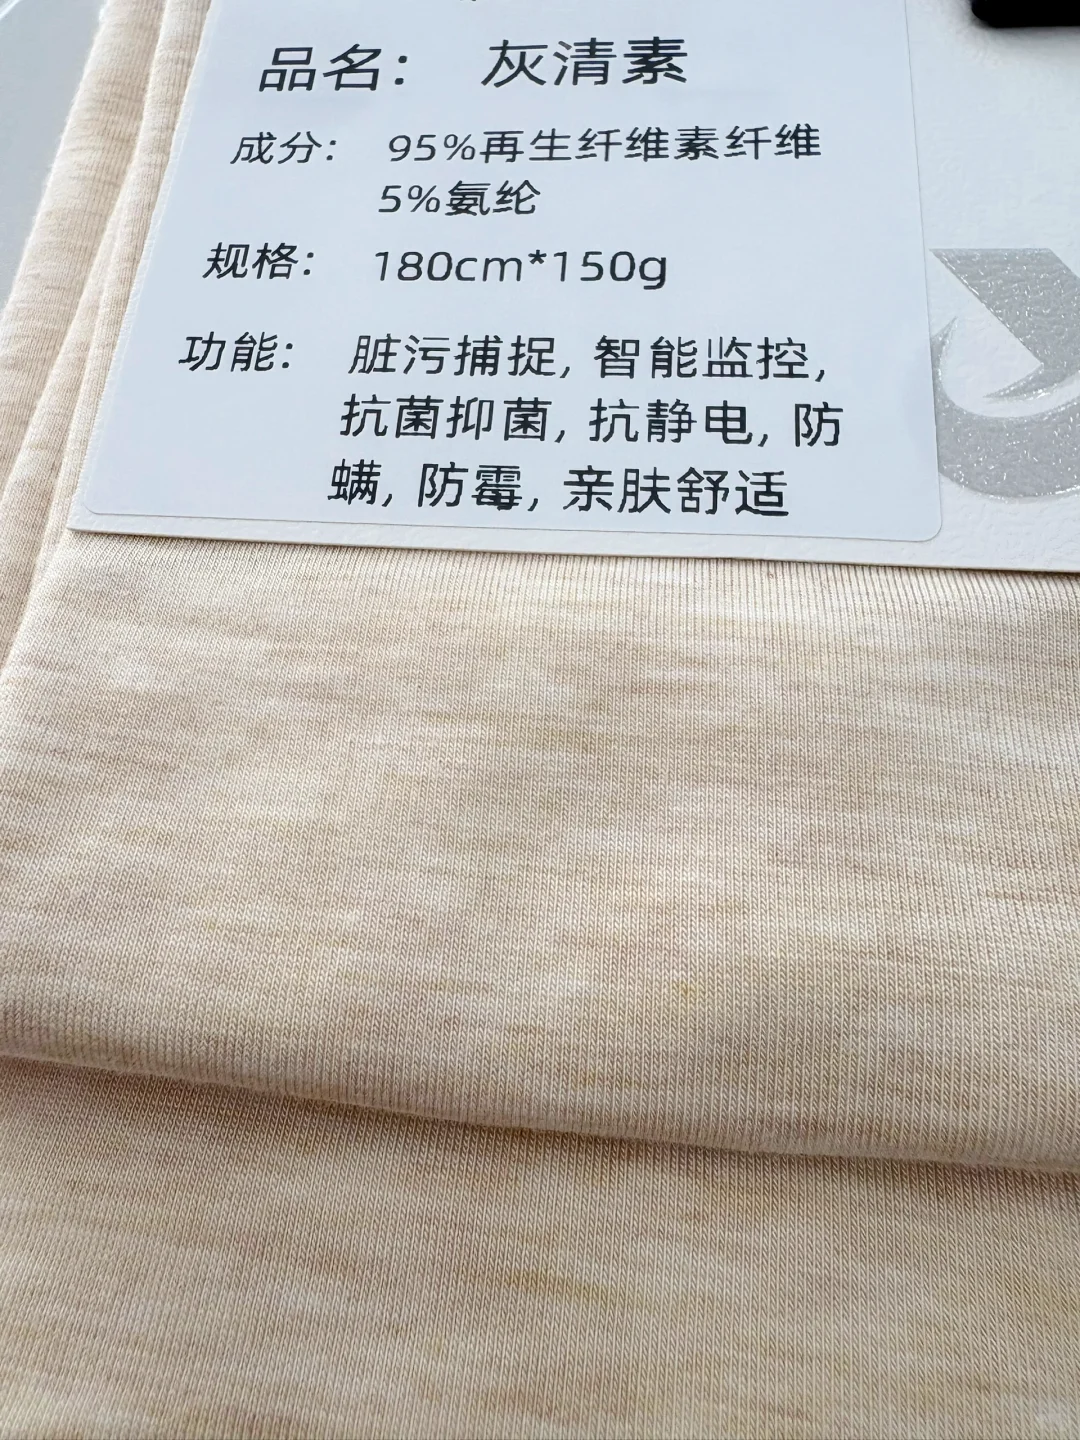 品名： 灰清素
成分： 95%再生纤维素纤维
5%氨纶
规格： 180cm*150g
功能： 脏污捕捉, 智能监控,
抗菌抑菌, 抗静电, 防
螨, 防霉, 亲肤舒适